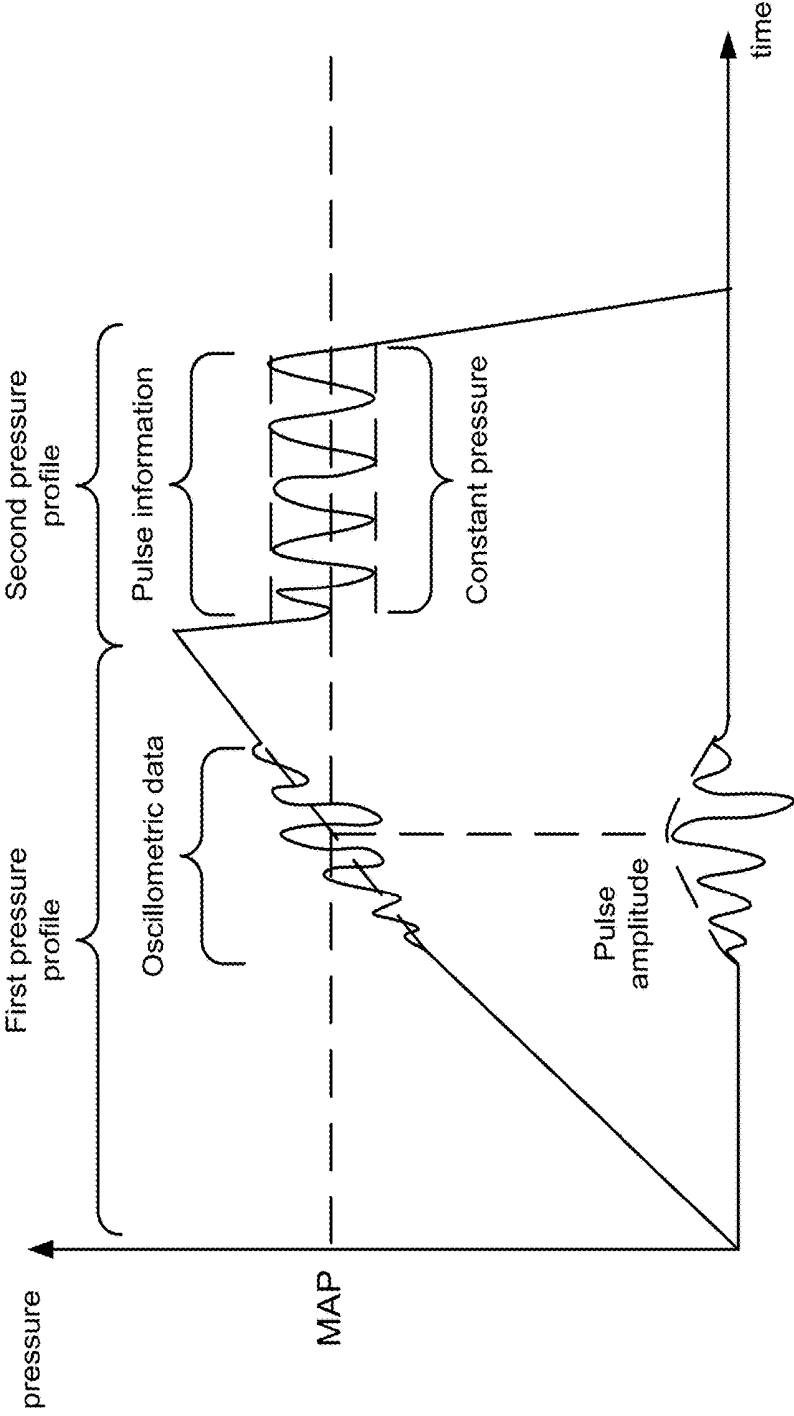 pressure
First pressure
profile
Second pressure
profile
Oscillometric data
Pulse information
MAP
Constant pressure
Pulse
amplitude
time